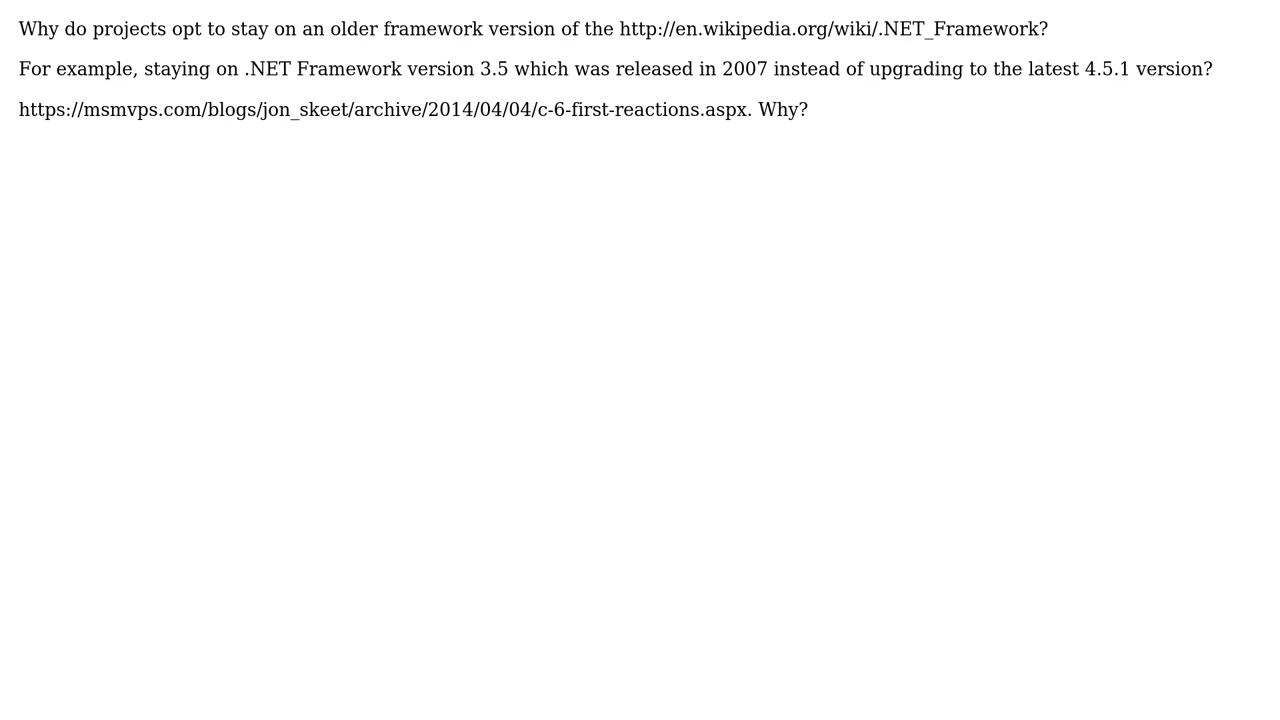 Why do projects opt to stay on an older framework version of the http://en.wikipedia.org/wiki/.NET_Framework?
For example, staying on .NET Framework version 3.5 which was released in 2007 instead of upgrading to the latest 4.5.1 version?
https://msmvps.com/blogs/jon_skeet/archive/2014/04/04/c-6-first-reactions.aspx. Why?